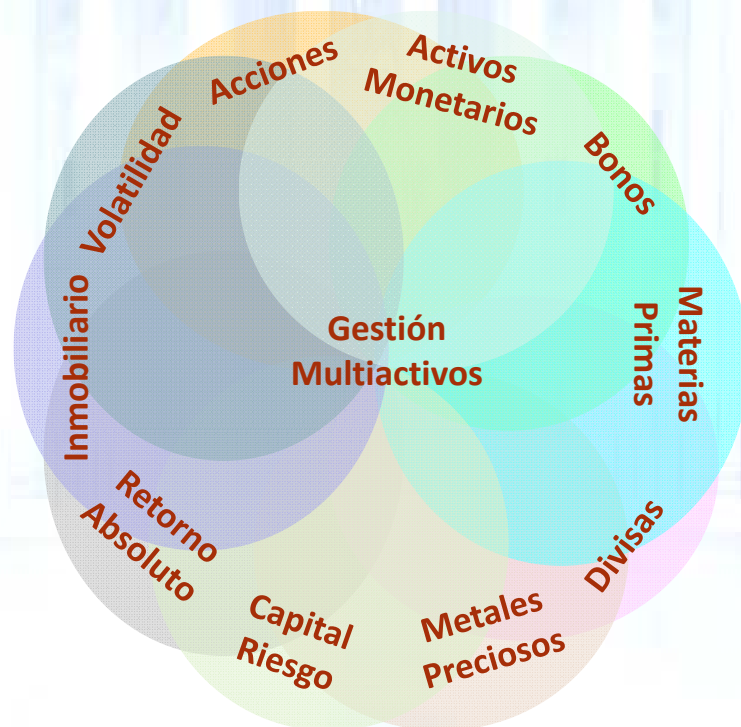 Acciones
Activos
Monetarios
Bonos
Volatilidad
Materias
Primas
Gestión
Multiactivos
Inmobiliario
Retorno
Absoluto
Divisas
Capital
Riesgo
Metales
Preciosos